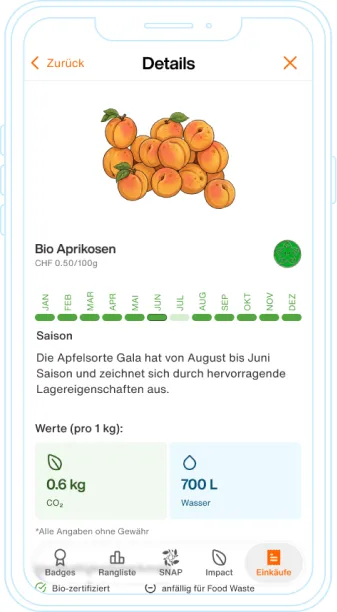 Zurück
Details
Bio Aprikosen
CHF 0.50/100g
JAN FEB MAR APR MAI JUN JUL AUG SEP OKT NOV DEZ
Saison
Die Apfelsorte Gala hat von August bis Juni
Saison und zeichnet sich durch hervorragende
Lagereigenschaften aus.
Werte (pro 1 kg):
0.6 kg
CO₂
700 L
Wasser
*Alle Angaben ohne Gewähr
Badges
Rangliste
SNAP
Impact
Einkäufe
Bio-zertifiziert
anfällig für Food Waste